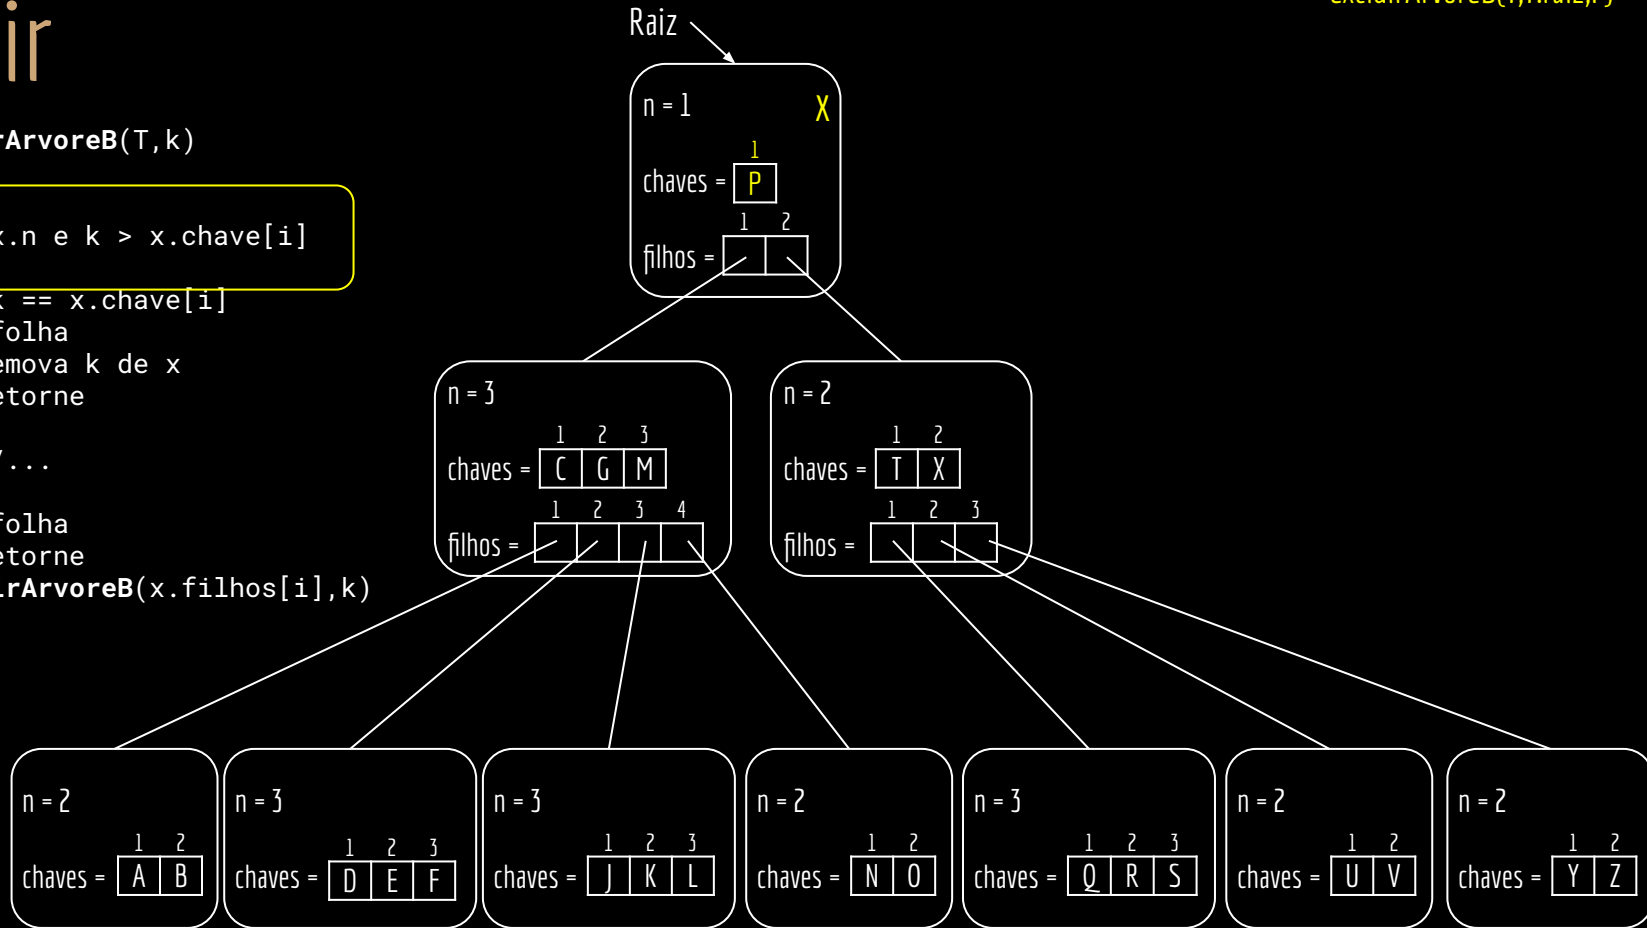 ir
Raiz
rArvoreB(T,k)
x.n e k > x.chave[i]
k == x.chave[i]
folha
emova k de x
etorne
...
folha
etorne
rArvoreB(x.filhos[i],k)
n = 1 X
1
chaves = P
1 2
filhos =
n = 3
1 2 3
chaves = C G M
1 2 3 4
filhos =
n = 2
1 2
chaves = T X
1 2 3
filhos =
n = 2
1 2
chaves = A B
n = 3
1 2 3
chaves = D E F
n = 3
1 2 3
chaves = J K L
n = 2
1 2
chaves = N O
n = 3
1 2 3
chaves = Q R S
n = 2
1 2
chaves = U V
n = 2
1 2
chaves = Y Z